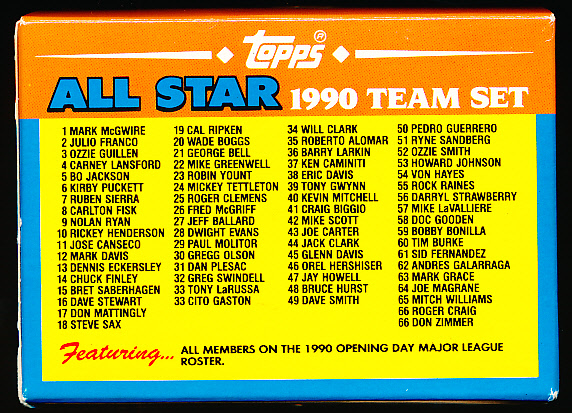 Topps®
ALL STAR 1990 TEAM SET
1 MARK McGWIRE
2 JULIO FRANCO
3 OZZIE GUILLEN
4 CARNEY LANSFORD
5 BO JACKSON
6 KIRBY PUCKETT
7 RUBEN SIERRA
8 CARLTON FISK
9 NOLAN RYAN
10 RICKEY HENDERSON
11 JOSE CANSECO
12 MARK DAVIS
13 DENNIS ECKERSLEY
14 CHUCK FINLEY
15 BRET SABERHAGEN
16 DAVE STEWART
17 DON MATTINGLY
18 STEVE SAX
19 CAL RIPKEN
20 WADE BOGGS
21 GEORGE BELL
22 MIKE GREENWELL
23 ROBIN YOUNT
24 MICKEY TETTLETON
25 ROGER CLEMENS
26 FRED McGRIFF
27 JEFF BALLARD
28 DWIGHT EVANS
29 PAUL MOLITOR
30 GREGG OLSON
31 DAN PLESAC
32 GREG SWINDELL
33 TONY LaRUSSA
33 CITO GASTON
34 WILL CLARK
35 ROBERTO ALOMAR
36 BARRY LARKIN
37 KEN CAMINITI
38 ERIC DAVIS
39 TONY GWYNN
40 KEVIN MITCHELL
41 CRAIG BIGGIO
42 MIKE SCOTT
43 JOE CARTER
44 JACK CLARK
45 GLENN DAVIS
46 OREL HERSHISER
47 JAY HOWELL
48 BRUCE HURST
49 DAVE SMITH
50 PEDRO GUERRERO
51 RYNE SANDBERG
52 OZZIE SMITH
53 HOWARD JOHNSON
54 VON HAYES
55 ROCK RAINES
56 DARRYL STRAWBERRY
57 MIKE LaVALLIERE
58 DOC GOODEN
59 BOBBY BONILLA
60 TIM BURKE
61 SID FERNANDEZ
62 ANDRES GALARRAGA
63 MARK GRACE
64 JOE MAGRANE
65 MITCH WILLIAMS
66 ROGER CRAIG
66 DON ZIMMER
Featuring... ALL MEMBERS ON THE 1990 OPENING DAY MAJOR LEAGUE
ROSTER.